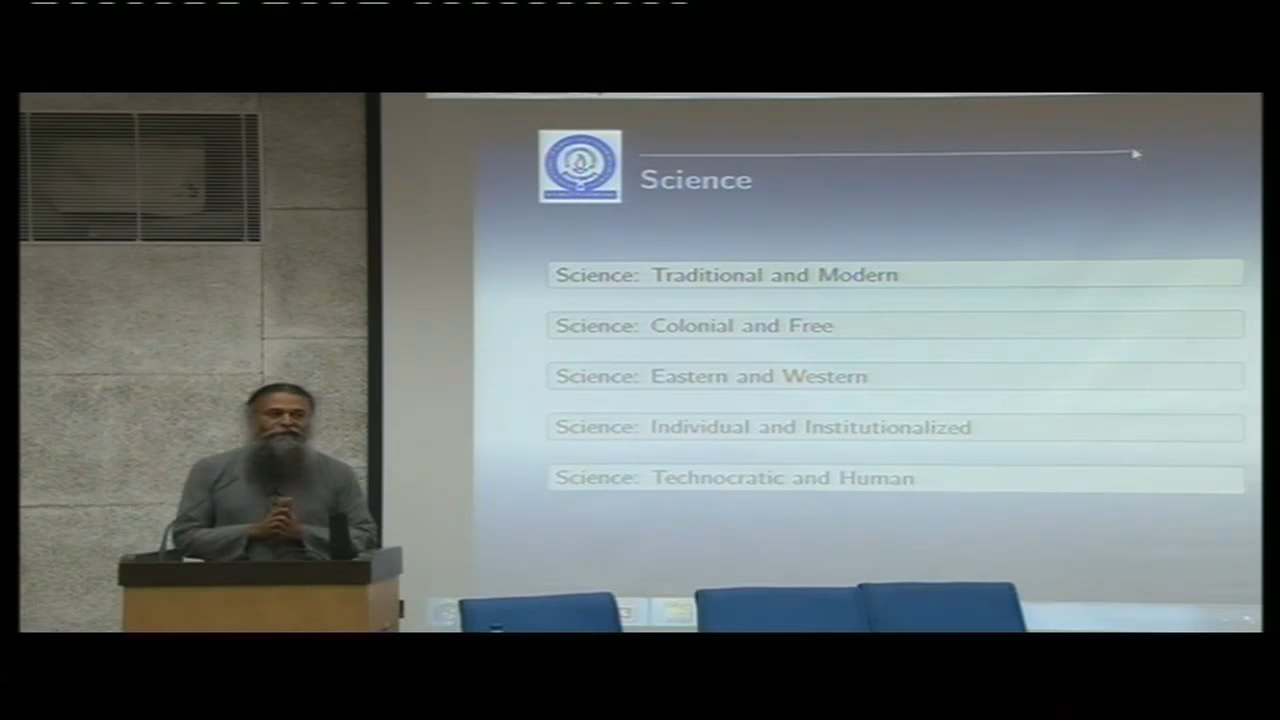 Science
Science: Traditional and Modern
Science: Colonial and Free
Science: Eastern and Western
Science: Individual and Institutionalized
Science: Technocratic and Human